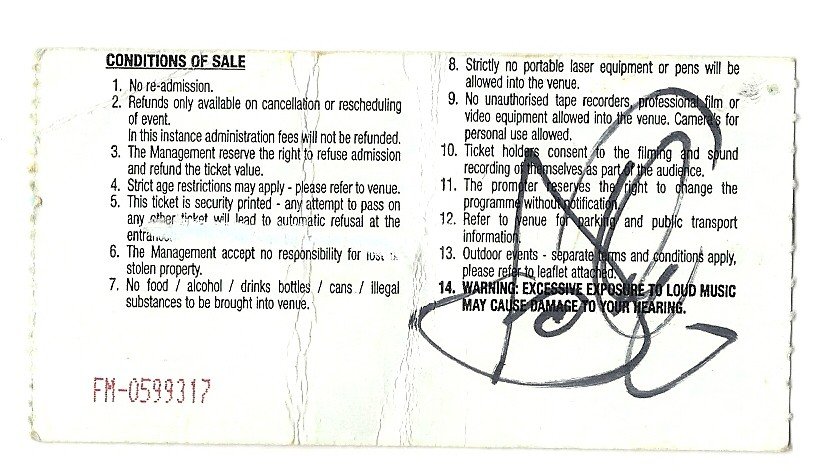 CONDITIONS OF SALE
1. No re-admission.
2. Refunds only available on cancellation or rescheduling
of event.
In this instance administration fees will not be refunded.
3. The Management reserve the right to refuse admission
and refund the ticket value.
4. Strict age restrictions may apply - please refer to venue.
5. This ticket is security printed - any attempt to pass on
any other ticket will lead to automatic refusal at the
entrance.
6. The Management accept no responsibility for lost
stolen property.
7. No food / alcohol / drinks bottles / cans / illegal
substances to be brought into venue.
FM-0599317
8. Strictly no portable laser equipment or pens will be
allowed into the venue.
9. No unauthorised tape recorders, professional film or
video equipment allowed into the venue. Camera's for
personal use allowed.
10. Ticket holders consent to the filming and sound
recording of themselves as part of the audience.
11. The promoter reserves the right to change the
programme without notification.
12. Refer to venue for parking and public transport
information.
13. Outdoor events - separate terms and conditions apply,
please refer to leaflet attached.
14. WARNING: EXCESSIVE EXPOSURE TO LOUD MUSIC
MAY CAUSE DAMAGE TO YOUR HEARING.